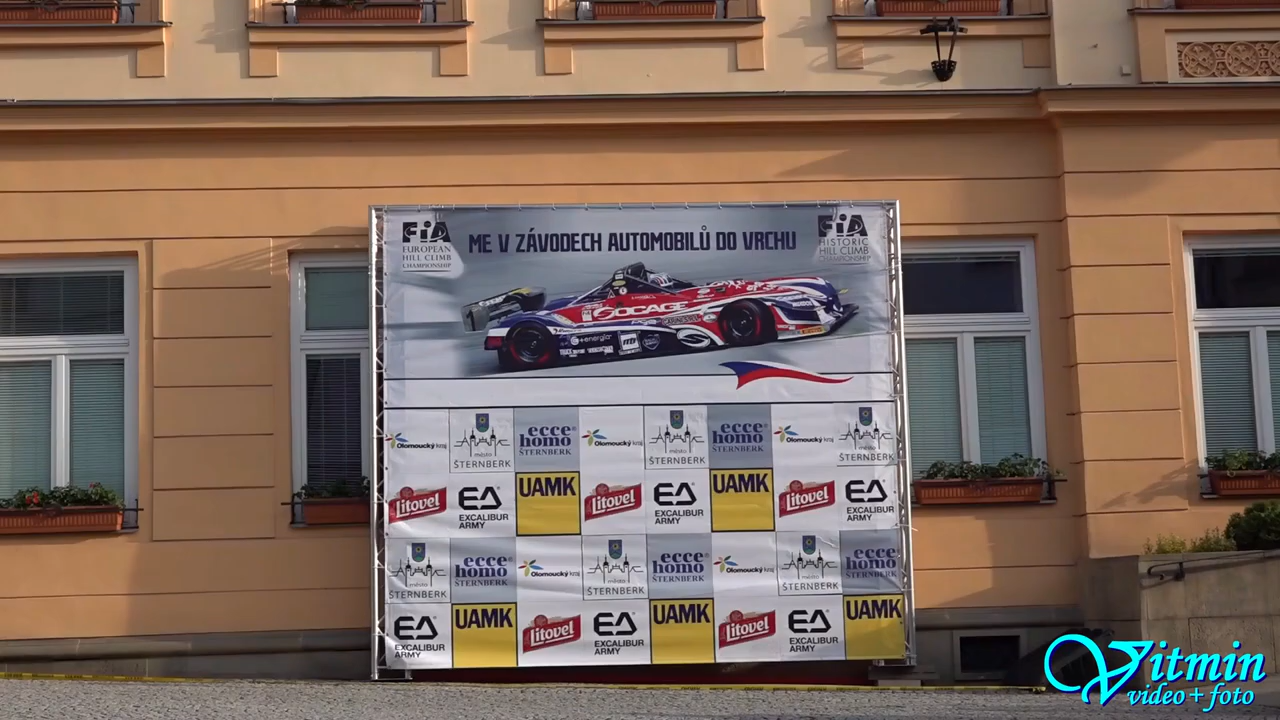 FiA
EUROPEAN
HILL CLIMB
CHAMPIONSHIP
ME V ZÁVODECH AUTOMOBILŮ DO VRCHU
FiA
HISTORIC
HILL CLIMB
CHAMPIONSHIP
SOCAGE
e+energia
Olomoucký kraj
město
ŠTERNBERK
ecce
homo
ŠTERNBERK
Olomoucký kraj
město
ŠTERNBERK
ecce
homo
ŠTERNBERK
Olomoucký kraj
město
ŠTERNBERK
Litovel
EA
EXCALIBUR
ARMY
UAMK
Litovel
EA
EXCALIBUR
ARMY
UAMK
Litovel
EA
EXCALIBUR
ARMY
město
ŠTERNBERK
ecce
homo
ŠTERNBERK
Olomoucký kraj
město
ŠTERNBERK
ecce
homo
ŠTERNBERK
Olomoucký kraj
město
ŠTERNBERK
ecce
homo
ŠTERNBERK
EA
EXCALIBUR
ARMY
UAMK
Litovel
EA
EXCALIBUR
ARMY
UAMK
Litovel
EA
EXCALIBUR
ARMY
UAMK
Vitmin
video + foto